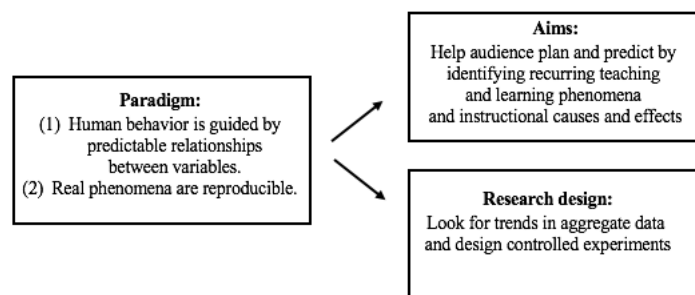 Paradigm:
(1) Human behavior is guided by
predictable relationships
between variables.
(2) Real phenomena are reproducible.
Aims:
Help audience plan and predict by
identifying recurring teaching
and learning phenomena
and instructional causes and effects
Research design:
Look for trends in aggregate data
and design controlled experiments